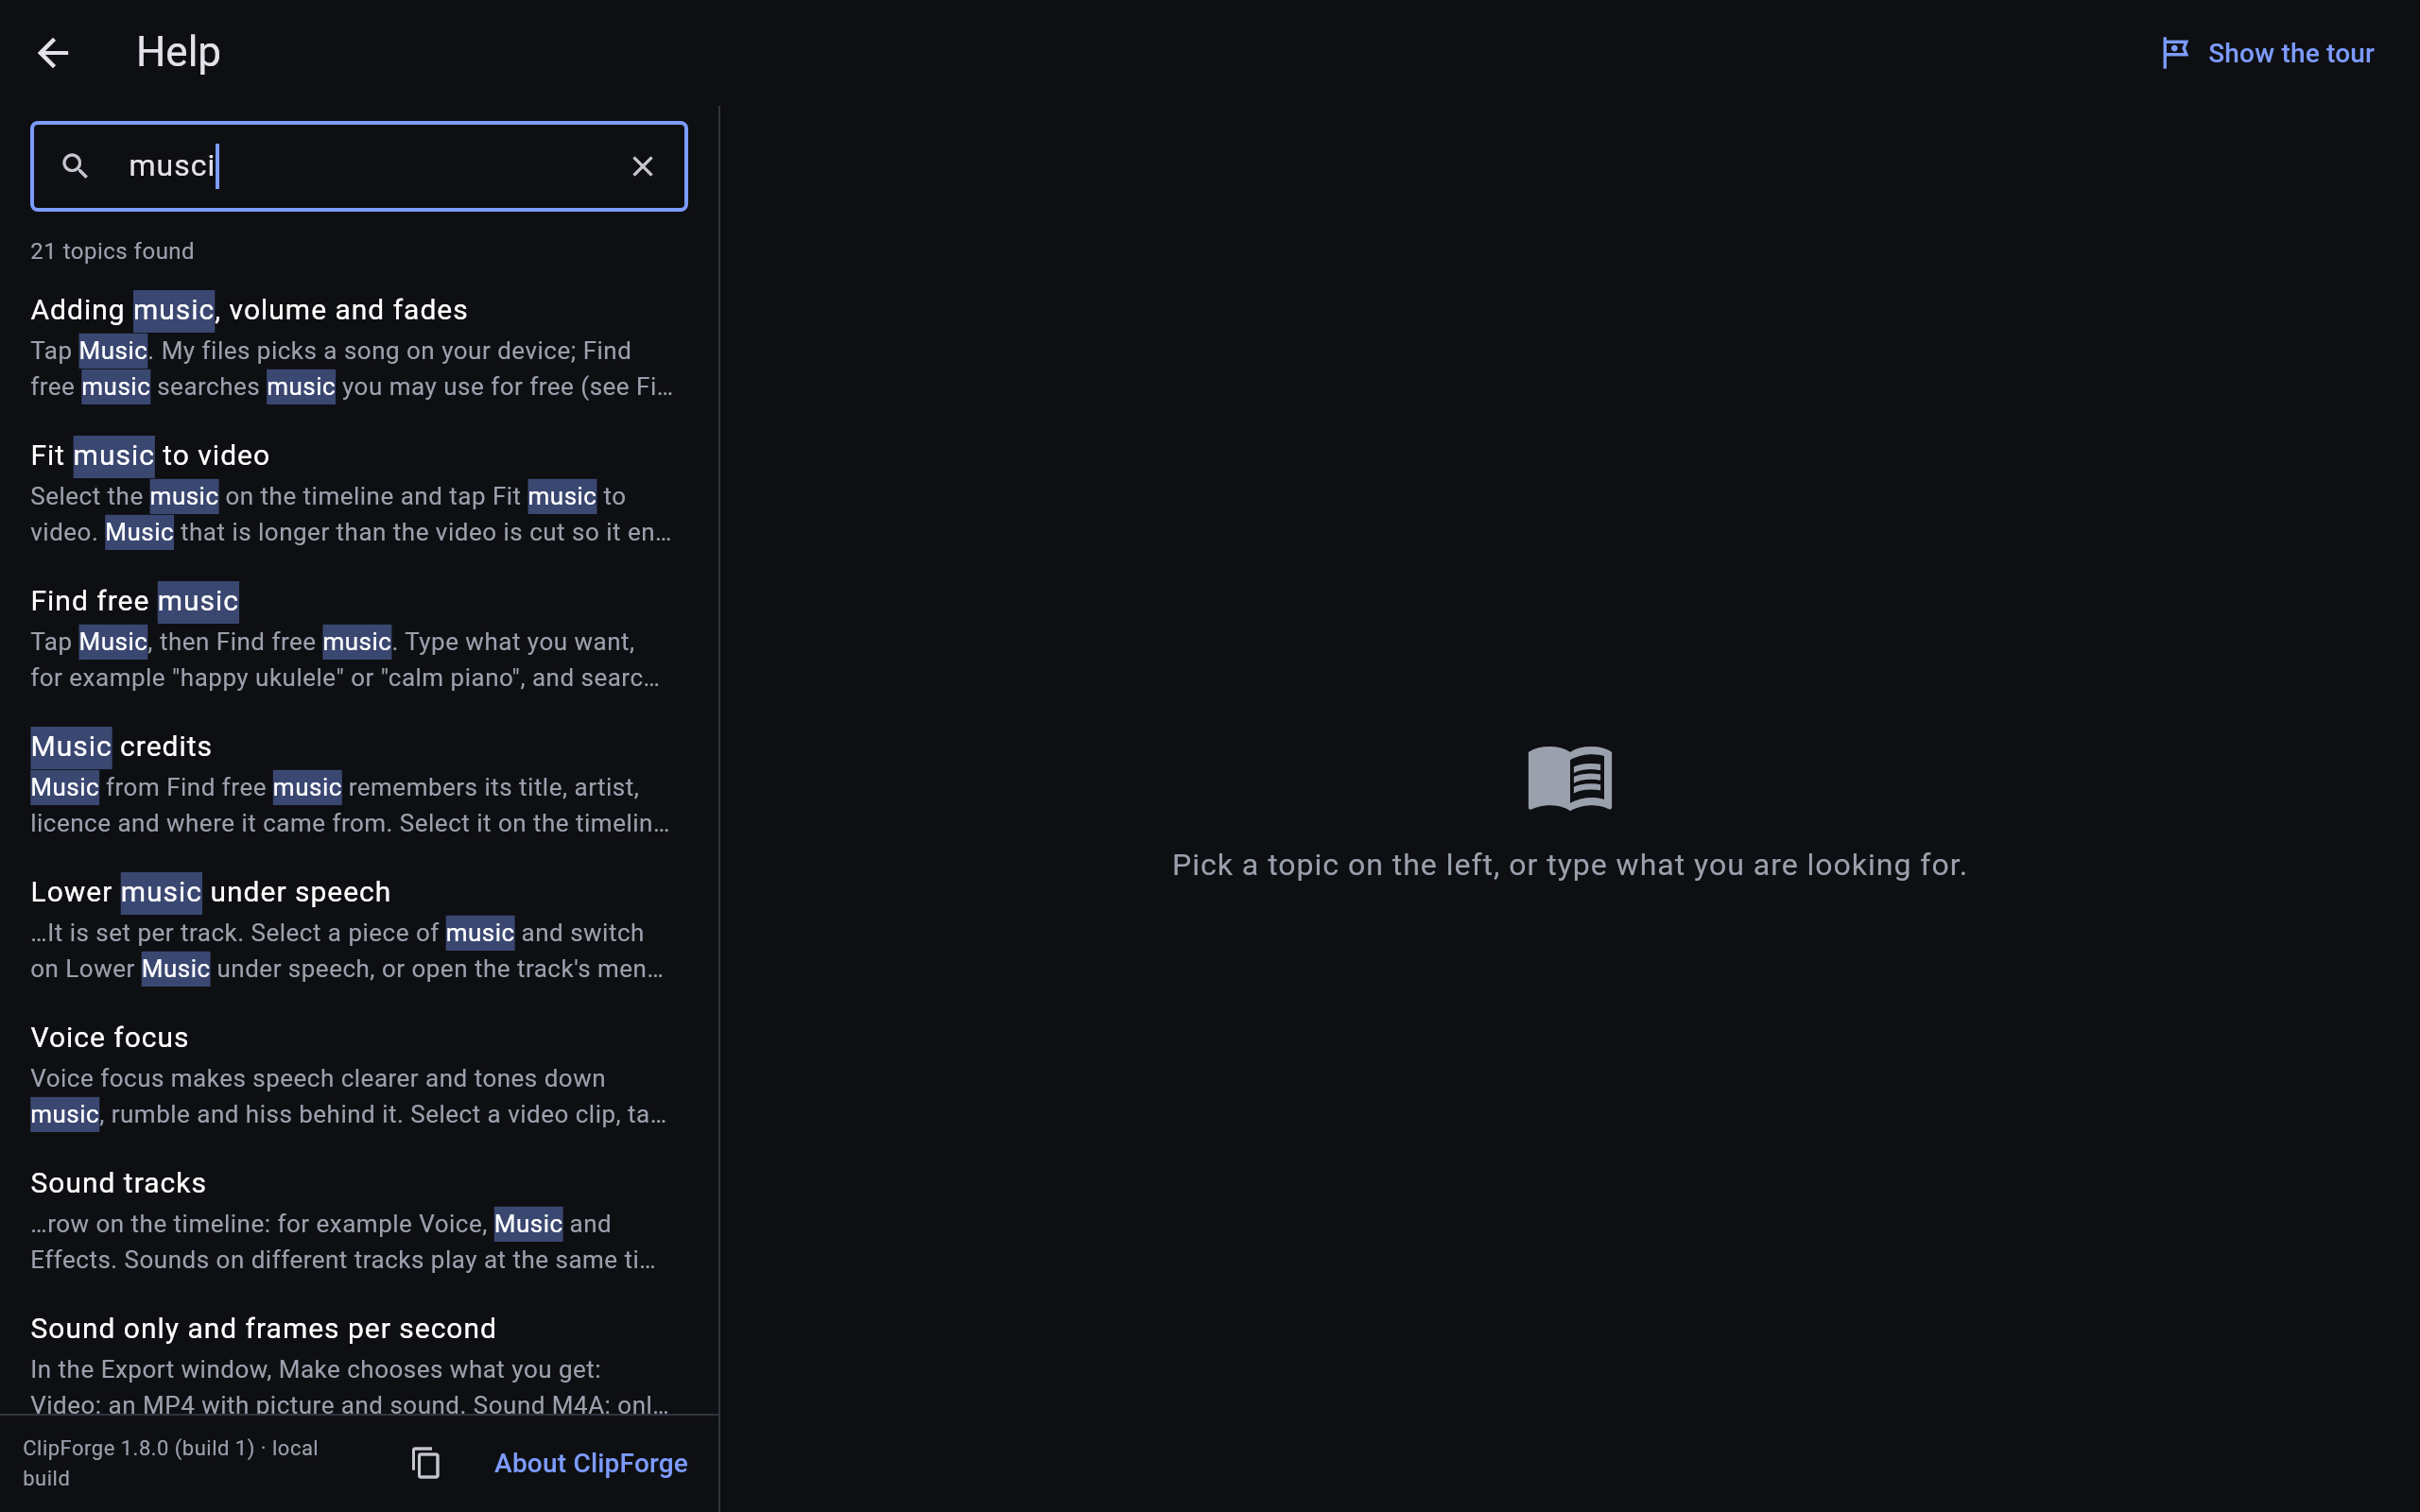 Help
Show the tour
musci
21 topics found
Adding music, volume and fades
Tap Music. My files picks a song on your device; Find
free music searches music you may use for free (see Fi…
Fit music to video
Select the music on the timeline and tap Fit music to
video. Music that is longer than the video is cut so it en…
Find free music
Tap Music, then Find free music. Type what you want,
for example "happy ukulele" or "calm piano", and searc…
Music credits
Music from Find free music remembers its title, artist,
licence and where it came from. Select it on the timelin…
Lower music under speech
…It is set per track. Select a piece of music and switch
on Lower Music under speech, or open the track's men…
Voice focus
Voice focus makes speech clearer and tones down
music, rumble and hiss behind it. Select a video clip, ta…
Sound tracks
…row on the timeline: for example Voice, Music and
Effects. Sounds on different tracks play at the same ti…
Sound only and frames per second
In the Export window, Make chooses what you get:
Video: an MP4 with picture and sound. Sound M4A: onl…
ClipForge 1.8.0 (build 1) · local
build
About ClipForge
Pick a topic on the left, or type what you are looking for.